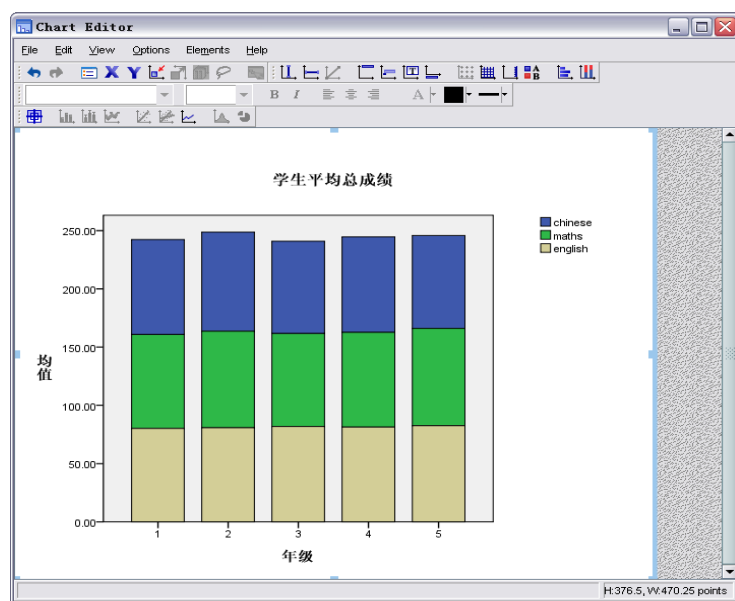 Chart Editor
File Edit View Options Elements Help
X Y
A B
B I A
学生平均总成绩
chinese
maths
english
250.00
200.00
150.00
100.00
50.00
0.00
均值
1 2 3 4 5
年级
H:376.5, W:470.25 points